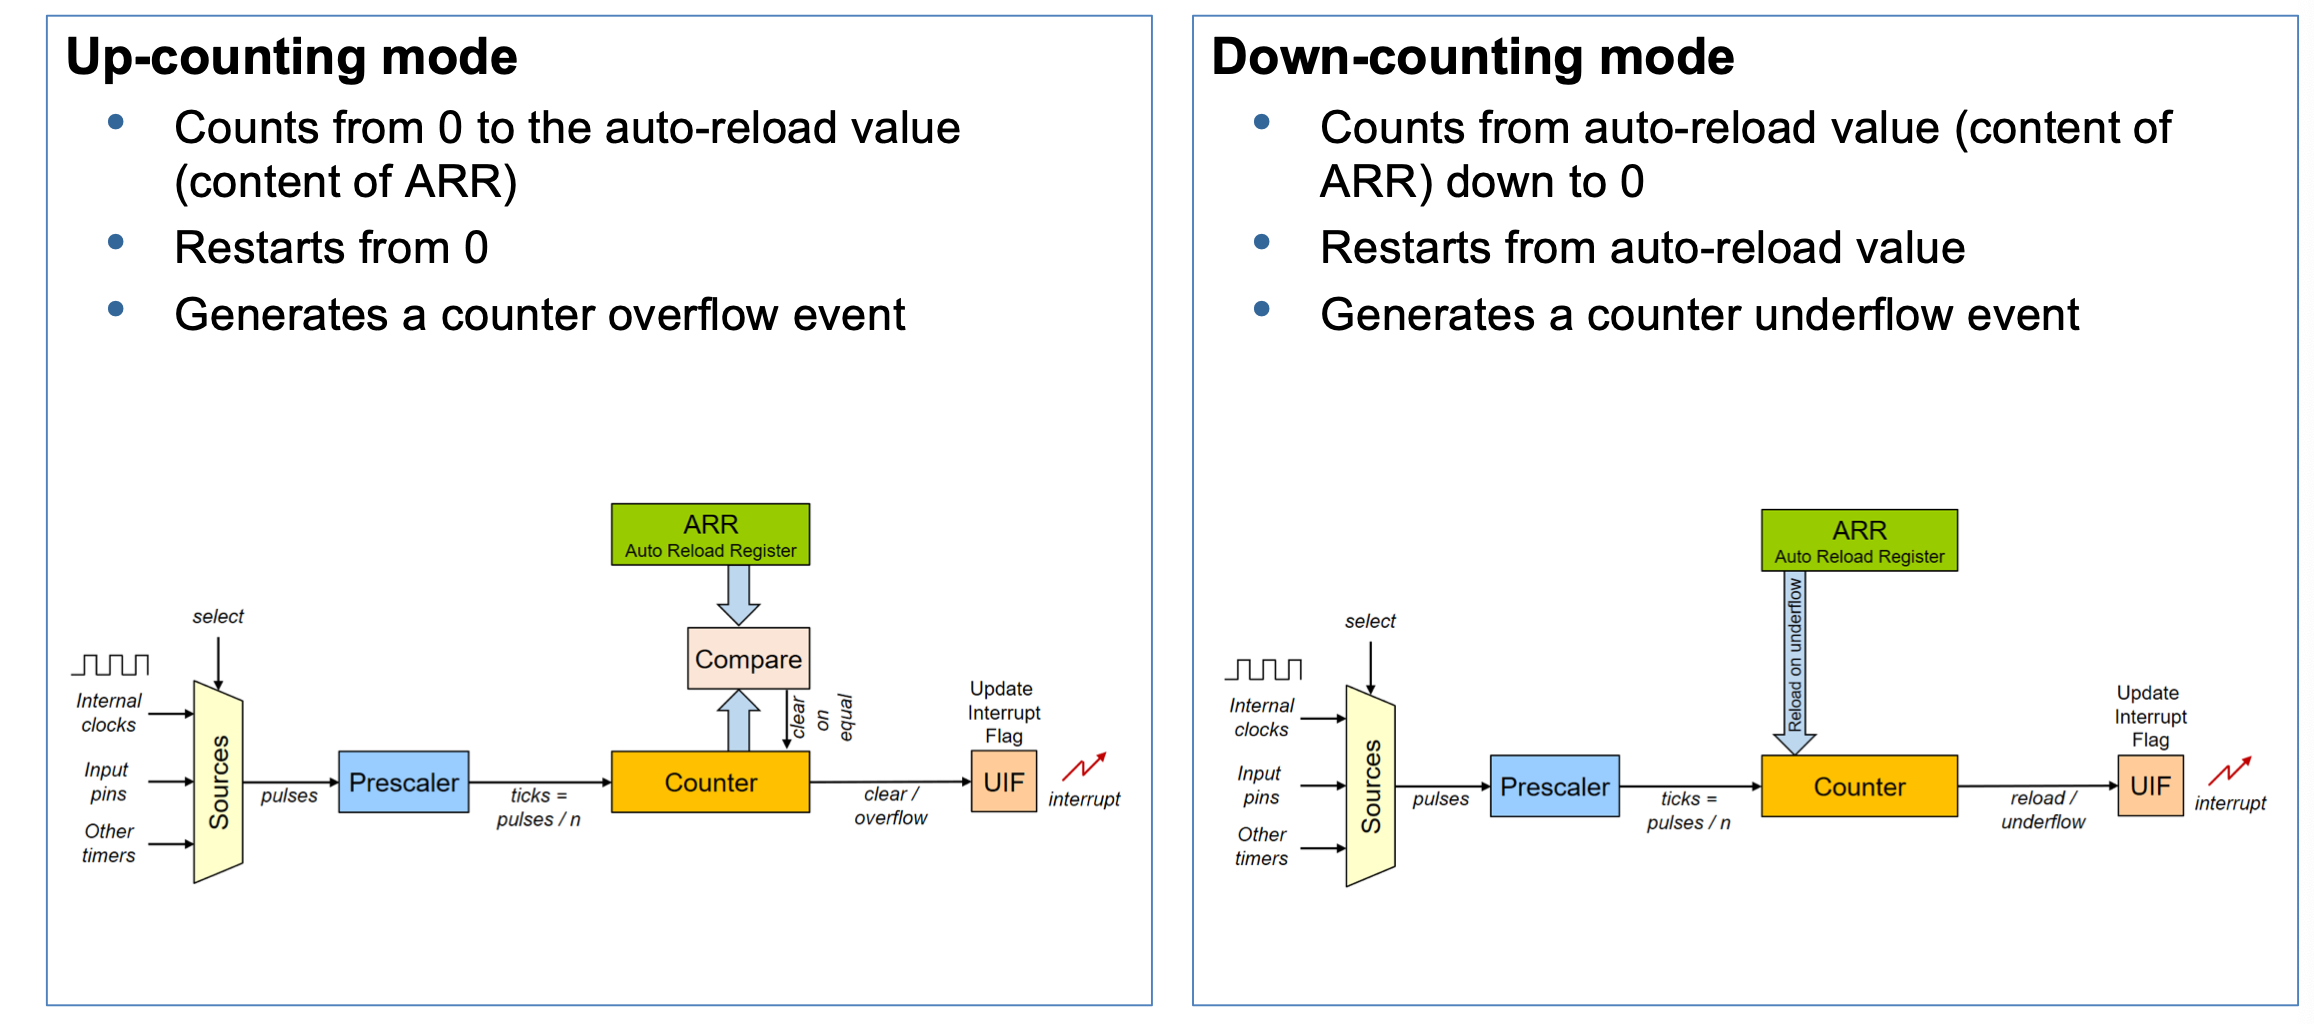 Up-counting mode
• Counts from 0 to the auto-reload value
(content of ARR)
• Restarts from 0
• Generates a counter overflow event
ARR
Auto Reload Register
select
Compare
clear
on
equal
Internal
clocks
Input
pins
Other
timers
Sources
pulses
Prescaler
ticks =
pulses / n
Counter
clear /
overflow
Update
Interrupt
Flag
UIF
interrupt
Down-counting mode
• Counts from auto-reload value (content of
ARR) down to 0
• Restarts from auto-reload value
• Generates a counter underflow event
ARR
Auto Reload Register
Reload on underflow
select
Internal
clocks
Input
pins
Other
timers
Sources
pulses
Prescaler
ticks =
pulses / n
Counter
reload /
underflow
Update
Interrupt
Flag
UIF
interrupt